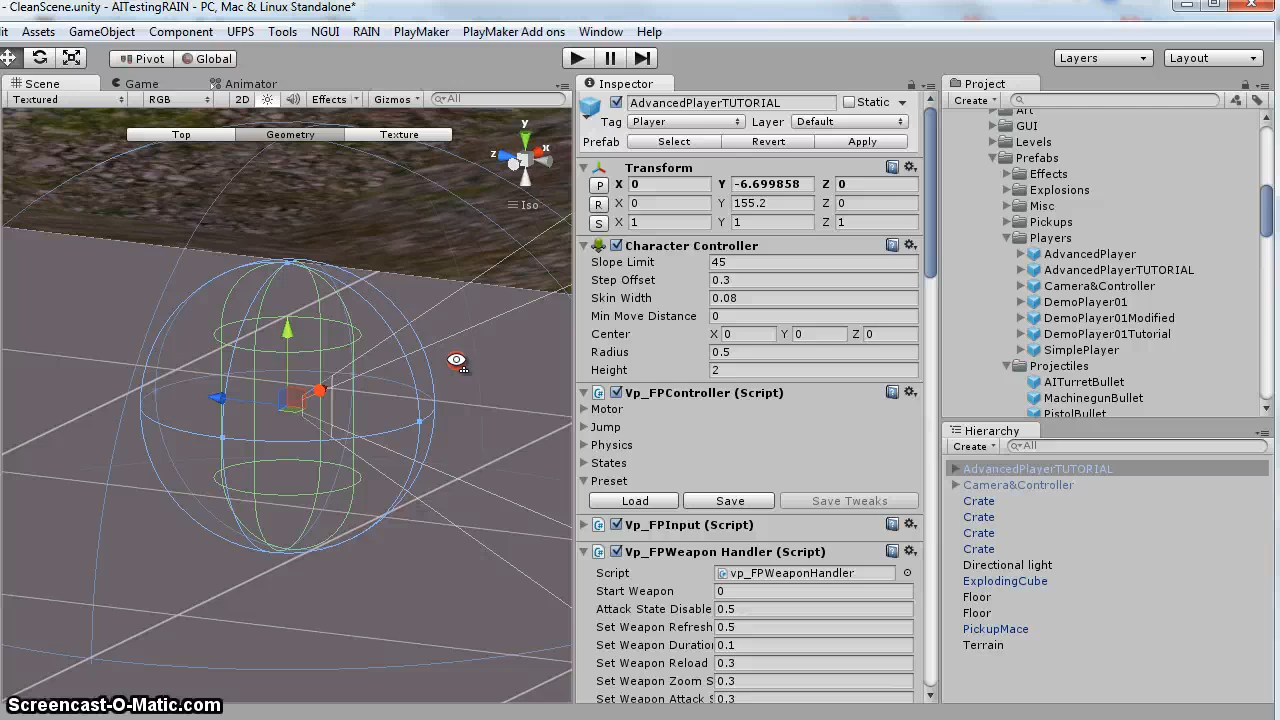 - CleanScene.unity - AITestingRAIN - PC, Mac & Linux Standalone*
it Assets GameObject Component UFPS Tools NGUI RAIN PlayMaker PlayMaker Add ons Window Help
Pivot Global Layers Layout
Scene Game Animator
Textured RGB 2D Effects Gizmos All
Top Geometry Texture
y
z x
Iso
Inspector
AdvancedPlayerTUTORIAL Static
Tag Player Layer Default
Prefab Select Revert Apply
Transform
P X 0 Y -6.699858 Z 0
R X 0 Y 155.2 Z 0
S X 1 Y 1 Z 1
Character Controller
Slope Limit 45
Step Offset 0.3
Skin Width 0.08
Min Move Distance 0
Center X 0 Y 0 Z 0
Radius 0.5
Height 2
Vp_FPController (Script)
Motor
Jump
Physics
States
Preset
Load Save Save Tweaks
Vp_FPInput (Script)
Vp_FPWeapon Handler (Script)
Script vp_FPWeaponHandler
Start Weapon 0
Attack State Disable 0.5
Set Weapon Refresh 0.5
Set Weapon Duratio 0.1
Set Weapon Reload 0.3
Set Weapon Zoom S 0.3
Set Weapon Attack S 0.3
Project
Create
Art
GUI
Levels
Prefabs
Effects
Explosions
Misc
Pickups
Players
AdvancedPlayer
AdvancedPlayerTUTORIAL
Camera&Controller
DemoPlayer01
DemoPlayer01Modified
DemoPlayer01Tutorial
SimplePlayer
Projectiles
AITurretBullet
MachinegunBullet
PistolBullet
Hierarchy
Create All
AdvancedPlayerTUTORIAL
Camera&Controller
Crate
Crate
Crate
Crate
Directional light
ExplodingCube
Floor
Floor
PickupMace
Terrain
Screencast-O-Matic.com